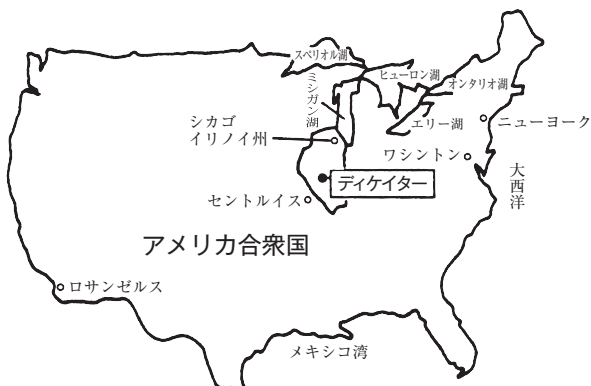 スペリオル湖
ヒューロン湖
ミシガン湖
オンタリオ湖
シカゴ
イリノイ州
エリー湖
ニューヨーク
ワシントン
大西洋
ディケイター
セントルイス
アメリカ合衆国
ロサンゼルス
メキシコ湾